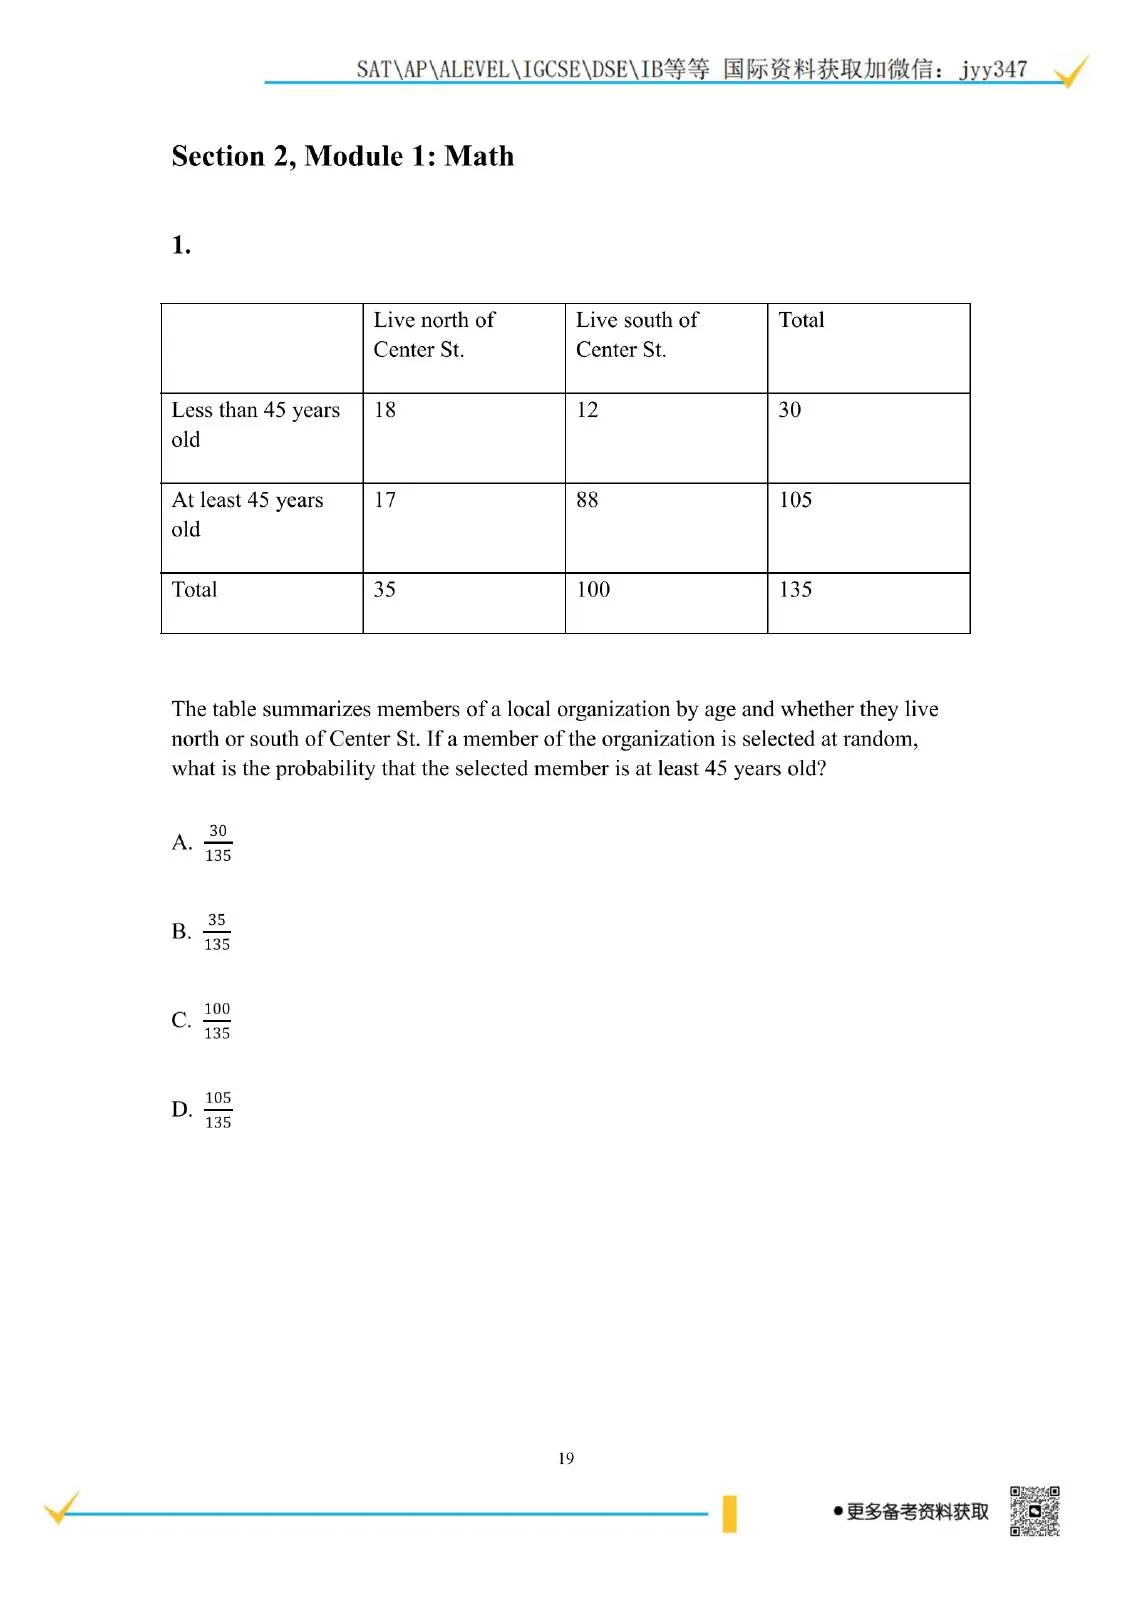 SAT\AP\ALEVEL\IGCSE\DSE\IB等等 国际资料获取加微信：jyy347
Section 2, Module 1: Math
1.
Live north of Center St. Live south of Center St. Total
Less than 45 years old 18 12 30
At least 45 years old 17 88 105
Total 35 100 135
The table summarizes members of a local organization by age and whether they live
north or south of Center St. If a member of the organization is selected at random,
what is the probability that the selected member is at least 45 years old?
A. 30/135
B. 35/135
C. 100/135
D. 105/135
19
•更多备考资料获取